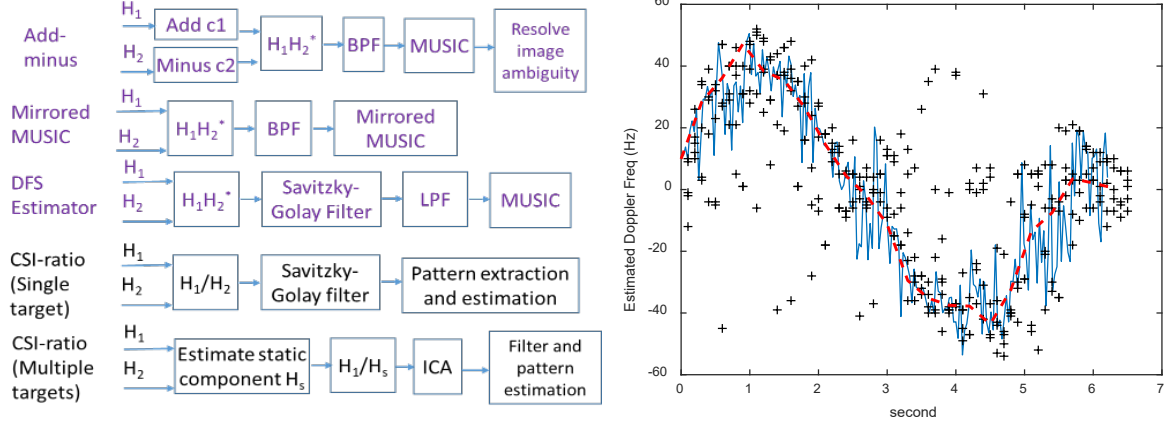 Add-
minus
H1
Add c1
H2
Minus c2
H1H2*
BPF
MUSIC
Resolve
image
ambiguity
Mirrored
MUSIC
H1
H2
H1H2*
BPF
Mirrored
MUSIC
DFS
Estimator
H1
H2
H1H2*
Savitzky-
Golay Filter
LPF
MUSIC
CSI-ratio
(Single
target)
H1
H2
H1/H2
Savitzky-
Golay filter
Pattern extraction
and estimation
CSI-ratio
(Multiple
targets)
H1
H2
Estimate static
component Hs
H1/Hs
ICA
Filter and
pattern
estimation
Estimated Doppler Freq (Hz)
60
40
20
0
-20
-40
-60
0 1 2 3 4 5 6 7
second